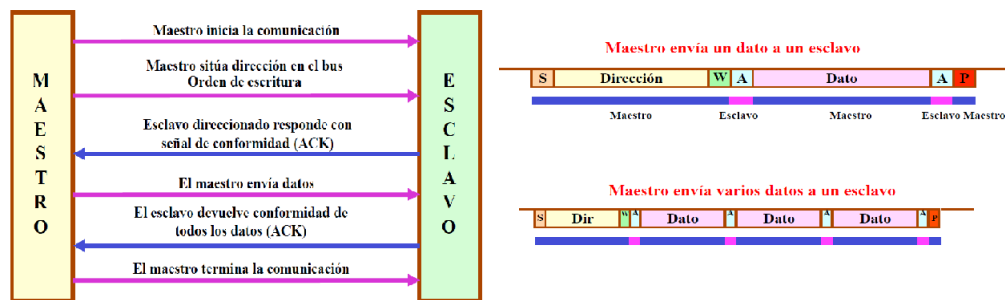 MAESTRO
Maestro inicia la comunicación
Maestro sitúa dirección en el bus
Orden de escritura
Esclavo direccionado responde con
señal de conformidad (ACK)
El maestro envía datos
El esclavo devuelve conformidad de
todos los datos (ACK)
El maestro termina la comunicación
ESCLAVO
Maestro envía un dato a un esclavo
S Dirección W A Dato A P
Maestro Esclavo Maestro Esclavo Maestro
Maestro envía varios datos a un esclavo
S Dir W A Dato A Dato A Dato A P